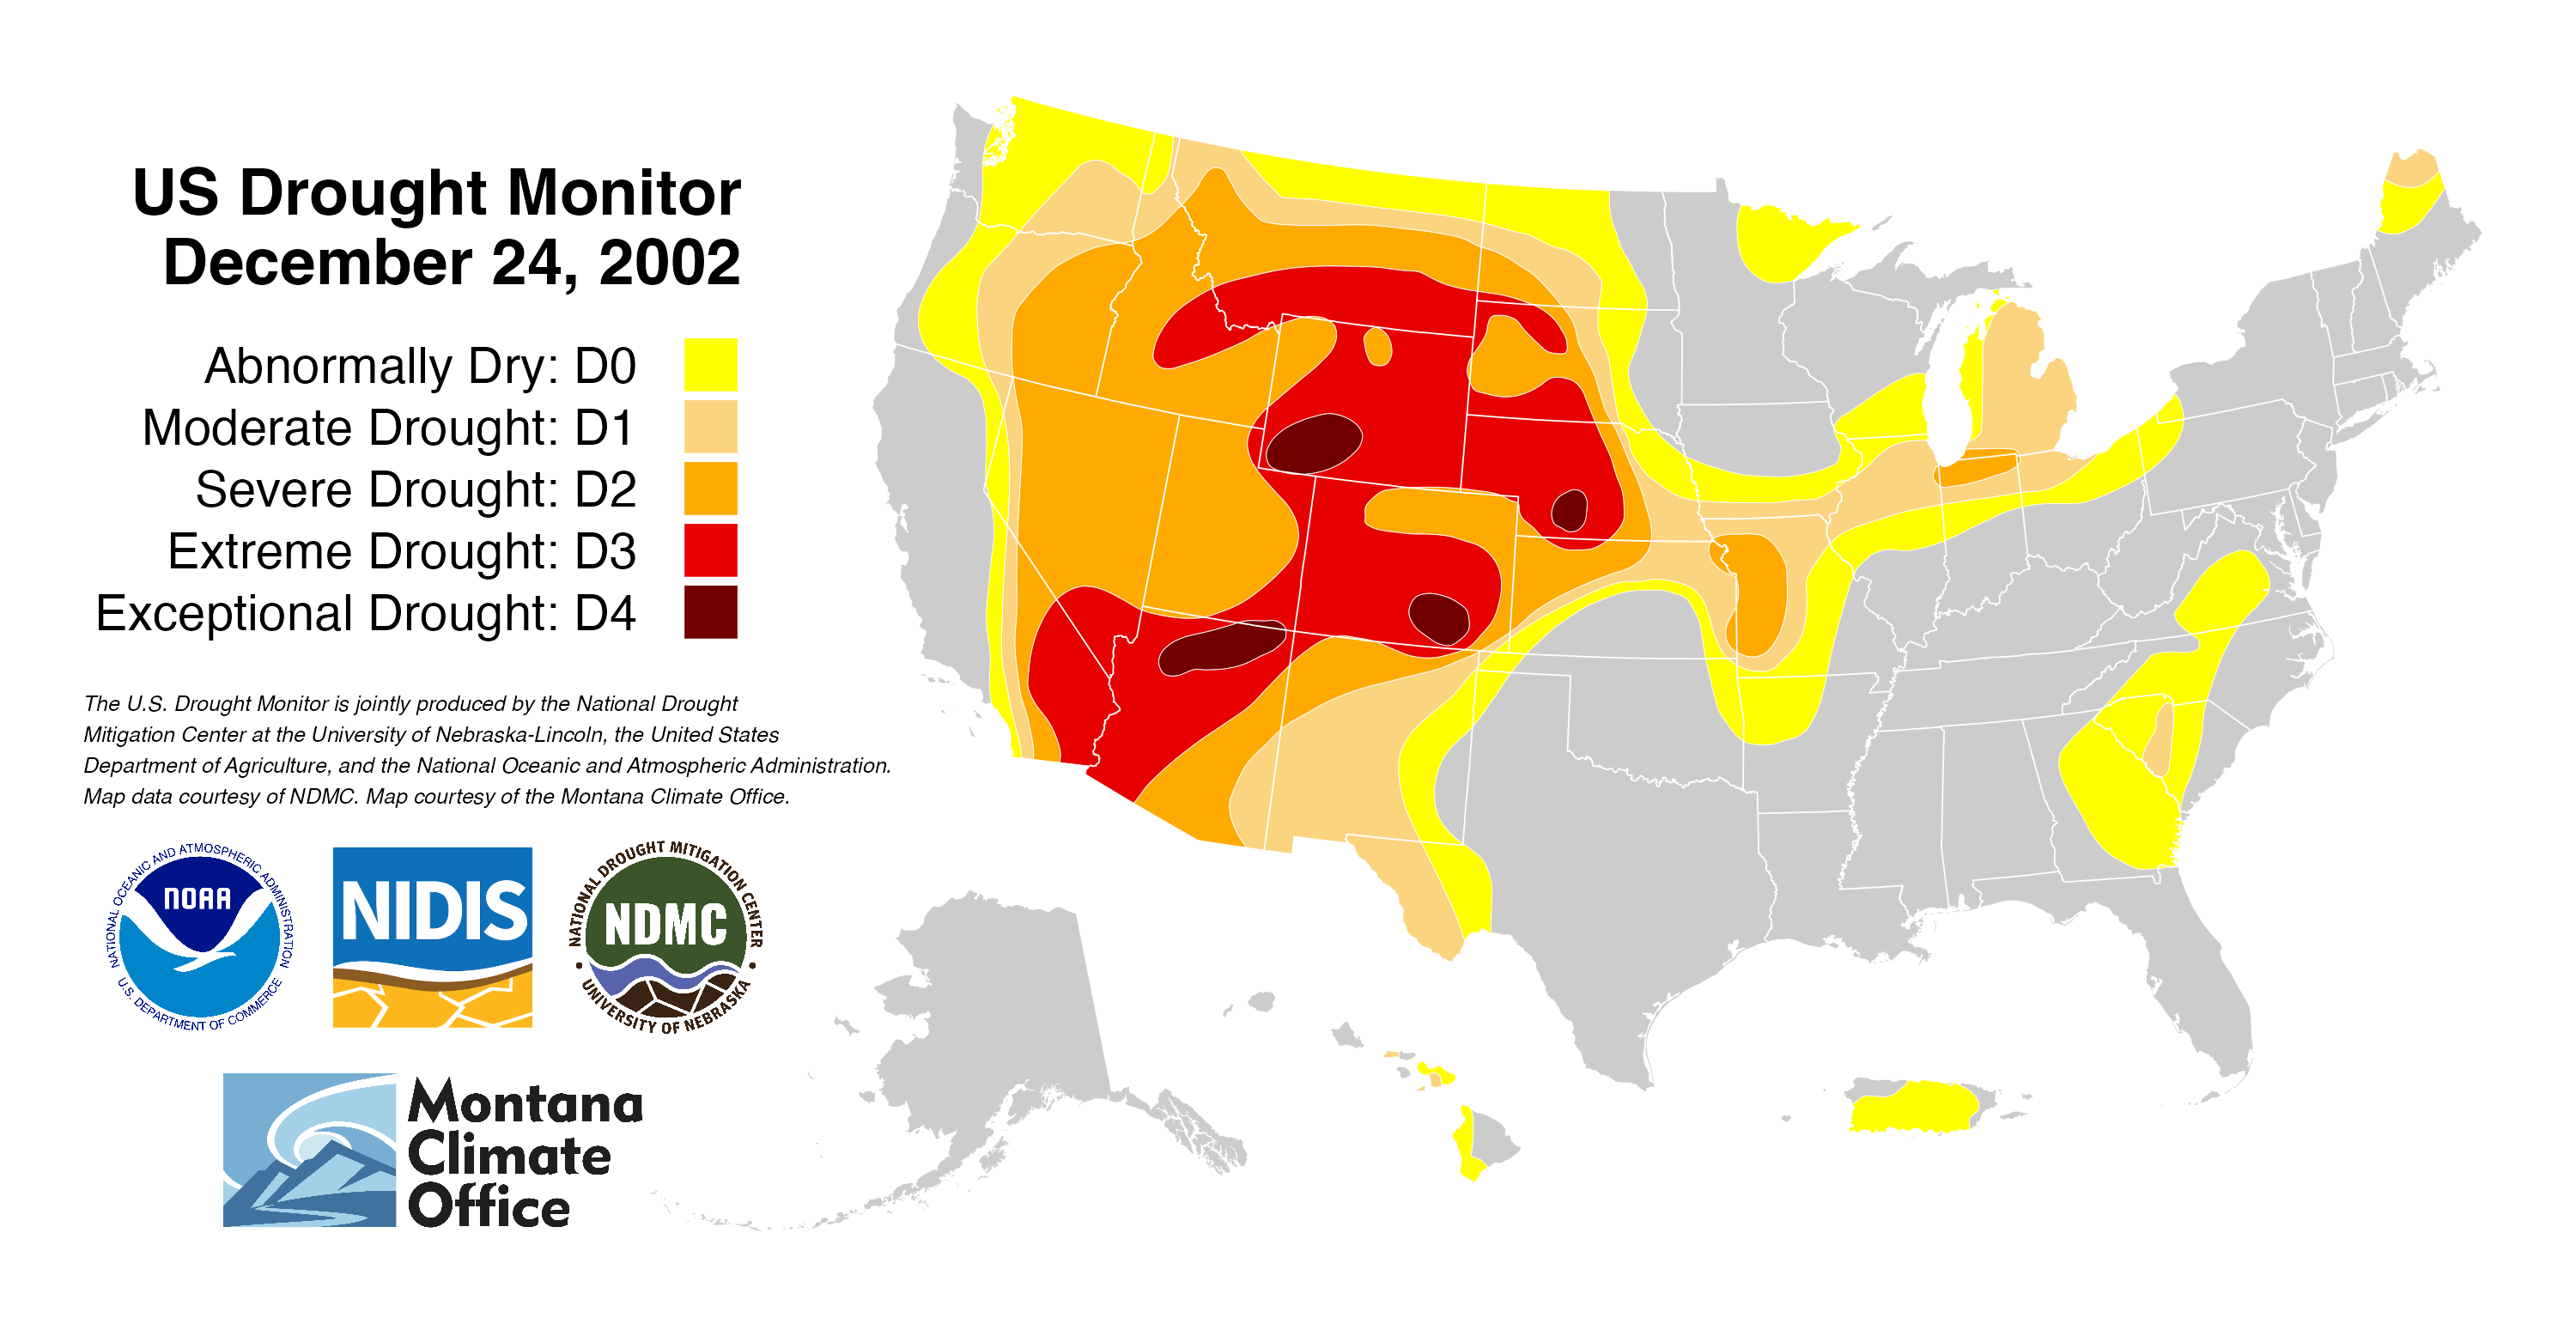 US Drought Monitor
December 24, 2002
Abnormally Dry: D0
Moderate Drought: D1
Severe Drought: D2
Extreme Drought: D3
Exceptional Drought: D4
The U.S. Drought Monitor is jointly produced by the National Drought
Mitigation Center at the University of Nebraska-Lincoln, the United States
Department of Agriculture, and the National Oceanic and Atmospheric Administration.
Map data courtesy of NDMC. Map courtesy of the Montana Climate Office.
NATIONAL OCEANIC AND ATMOSPHERIC ADMINISTRATION
NOAA
U.S. DEPARTMENT OF COMMERCE
NIDIS
NATIONAL DROUGHT MITIGATION CENTER
NDMC
• UNIVERSITY OF NEBRASKA •
Montana
Climate
Office